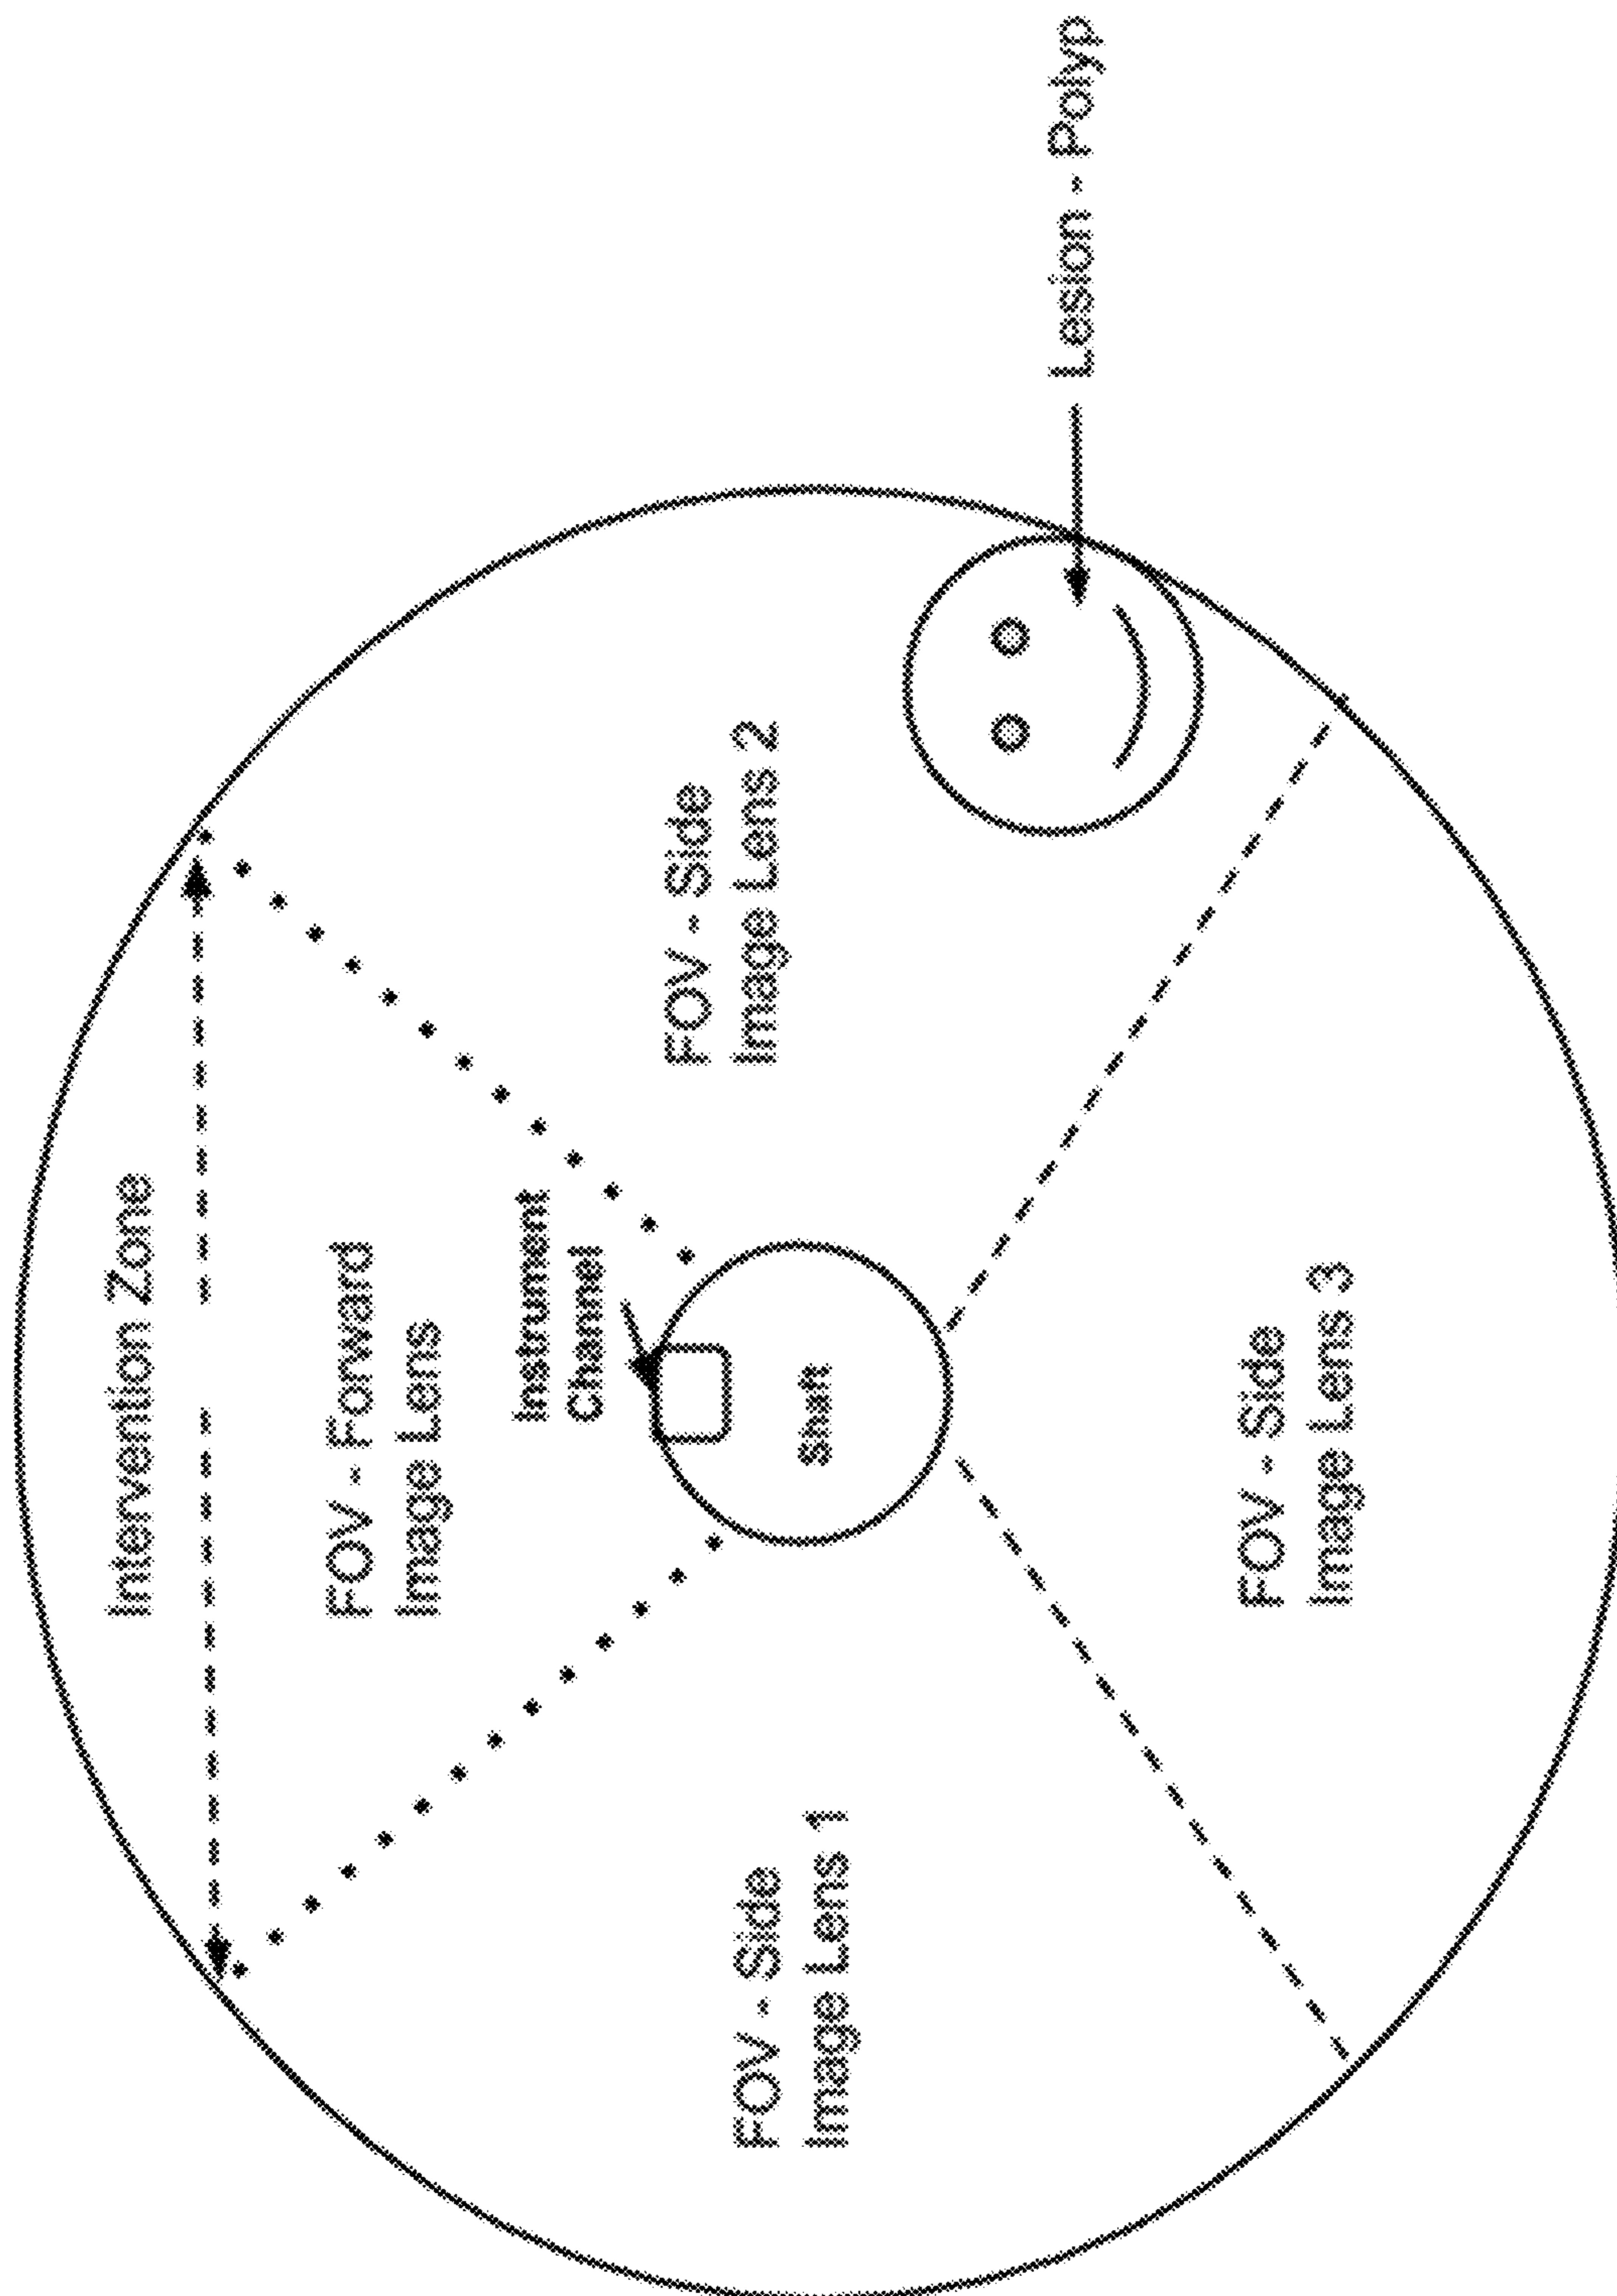 Intervention Zone
FOV - Forward
Image Lens
Instrument
Channel
Shaft
FOV - Side
Image Lens 1
FOV - Side
Image Lens 2
FOV - Side
Image Lens 3
Lesion - Polyp